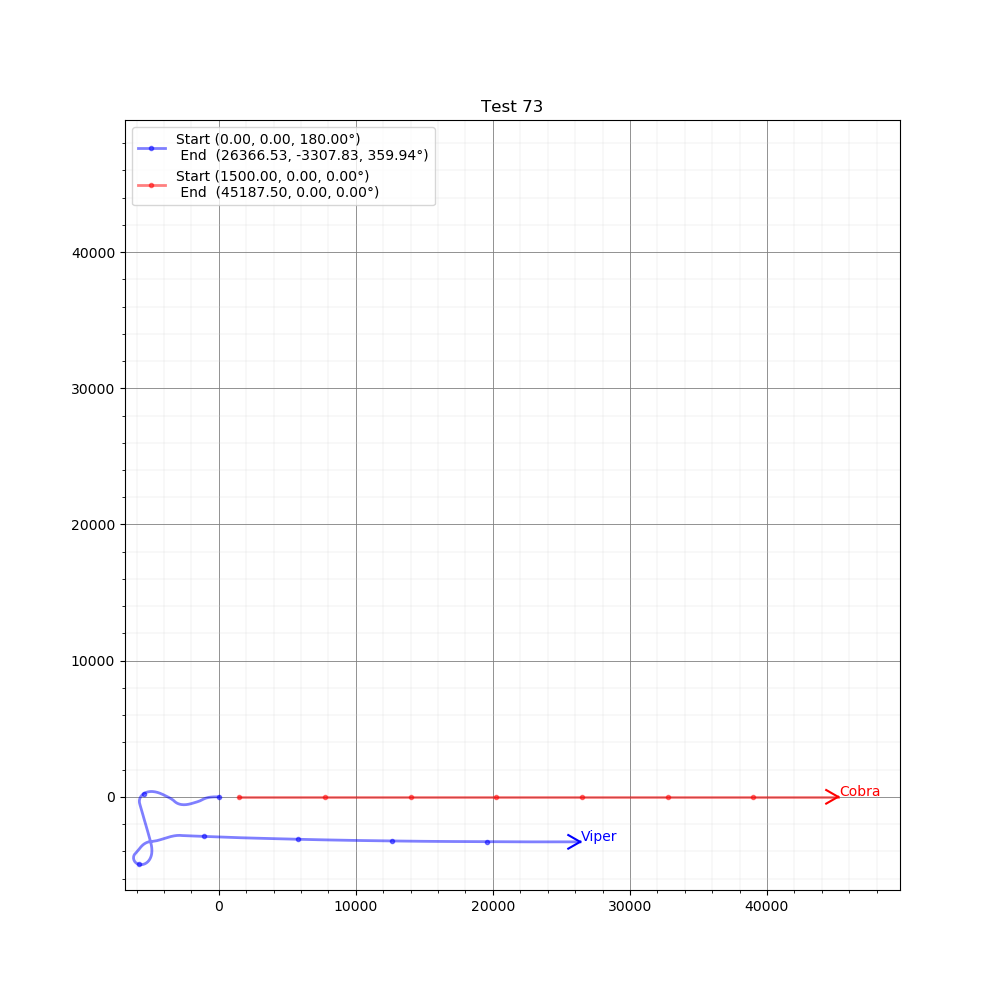 Test 73
Start (0.00, 0.00, 180.00°)
End  (26366.53, -3307.83, 359.94°)
Start (1500.00, 0.00, 0.00°)
End  (45187.50, 0.00, 0.00°)
40000
30000
20000
10000
0
Cobra
Viper
0
10000
20000
30000
40000